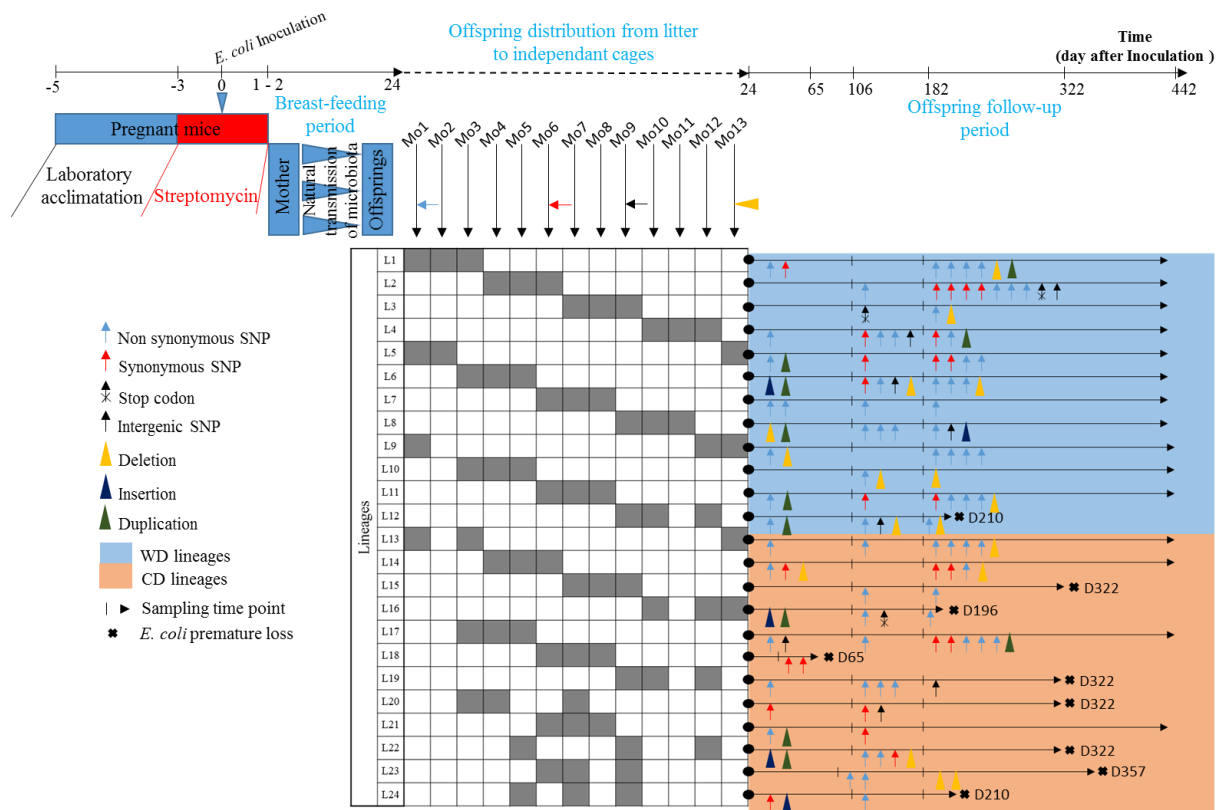 E. coli Inoculation
Offspring distribution from litter
to independant cages
Time
(day after Inoculation )
-5
-3
0
1 - 2
24
24
65
106
182
322
442
Breast-feeding
period
Offspring follow-up
period
Pregnant mice
Laboratory
acclimatation
Streptomycin
Mother
Natural
transmission
of microbiota
Offsprings
Mo1
Mo2
Mo3
Mo4
Mo5
Mo6
Mo7
Mo8
Mo9
Mo10
Mo11
Mo12
Mo13
Lineages
L1
L2
L3
L4
L5
L6
L7
L8
L9
L10
L11
L12
D210
L13
L14
L15
D322
L16
D196
L17
L18
D65
L19
D322
L20
D322
L21
L22
D322
L23
D357
L24
D210
Non synonymous SNP
Synonymous SNP
Stop codon
Intergenic SNP
Deletion
Insertion
Duplication
WD lineages
CD lineages
Sampling time point
E. coli premature loss